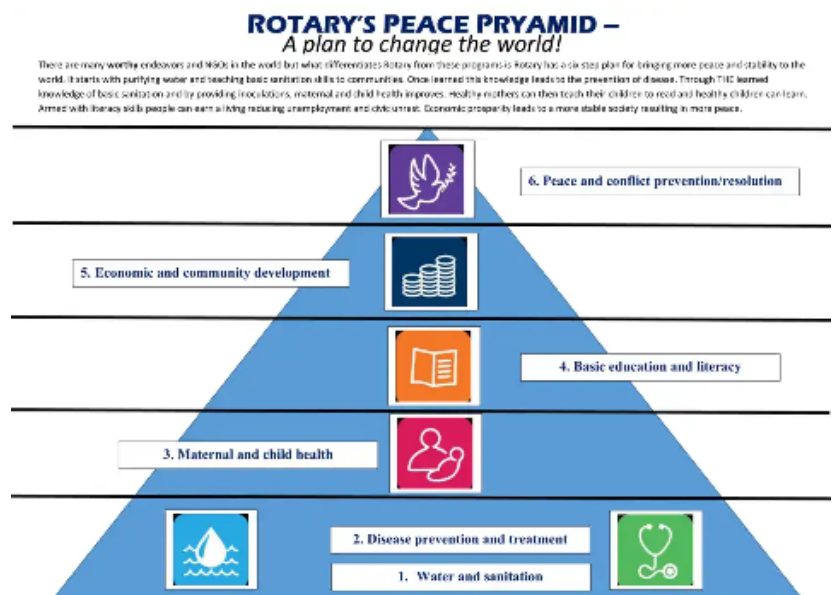 ROTARY'S PEACE PRYAMID –
A plan to change the world!
There are many worthy endeavors and NGOs in the world but what differentiates Rotary from these programs is Rotary has a six step plan for bringing more peace and stability to the
world. It starts with purifying water and teaching basic sanitation skills to communities. Once learned this knowledge leads to the prevention of disease. Through THE learned
knowledge of basic sanitation and by providing inoculations, maternal and child health improves. Healthy mothers can then teach their children to read and healthy children can learn.
Armed with literacy skills people can earn a living reducing unemployment and civic unrest. Economic prosperity leads to a more stable society resulting in more peace.
6. Peace and conflict prevention/resolution
5. Economic and community development
4. Basic education and literacy
3. Maternal and child health
2. Disease prevention and treatment
1. Water and sanitation